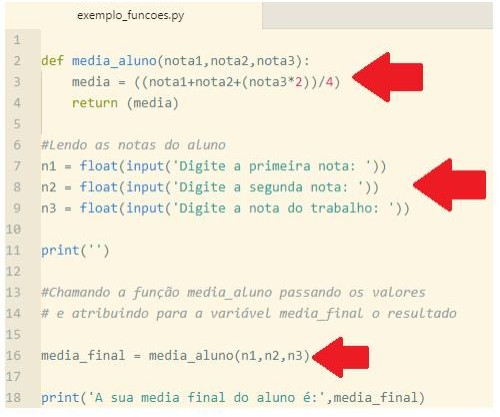 exemplo_funcoes.py
1
2 def media_aluno(nota1,nota2,nota3):
3 media = ((nota1+nota2+(nota3*2))/4)
4 return (media)
5
6 #Lendo as notas do aluno
7 n1 = float(input('Digite a primeira nota: '))
8 n2 = float(input('Digite a segunda nota: '))
9 n3 = float(input('Digite a nota do trabalho: '))
10
11 print('')
12
13 #Chamando a função media_aluno passando os valores
14 # e atribuindo para a variável media_final o resultado
15
16 media_final = media_aluno(n1,n2,n3)
17
18 print('A sua media final do aluno é:',media_final)